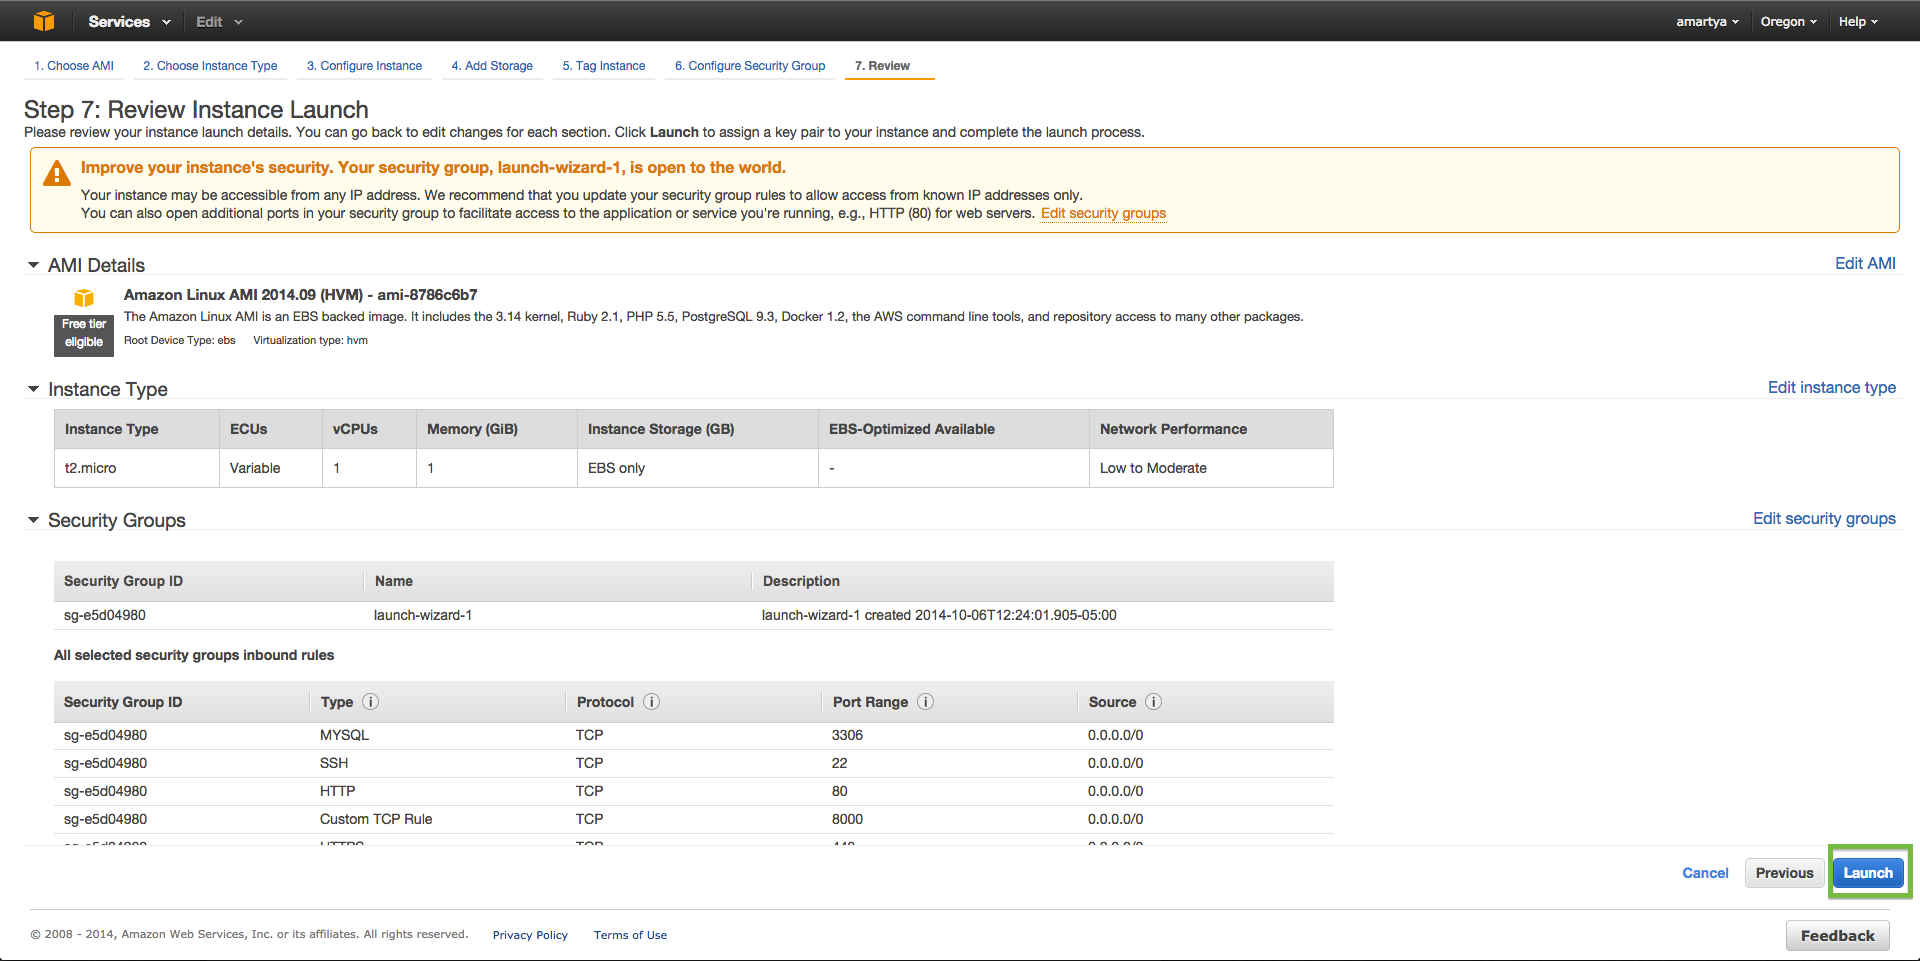 Services Edit amartya Oregon Help
1. Choose AMI 2. Choose Instance Type 3. Configure Instance 4. Add Storage 5. Tag Instance 6. Configure Security Group 7. Review
Step 7: Review Instance Launch
Please review your instance launch details. You can go back to edit changes for each section. Click Launch to assign a key pair to your instance and complete the launch process.
Improve your instance's security. Your security group, launch-wizard-1, is open to the world.
Your instance may be accessible from any IP address. We recommend that you update your security group rules to allow access from known IP addresses only.
You can also open additional ports in your security group to facilitate access to the application or service you're running, e.g., HTTP (80) for web servers. Edit security groups
AMI Details Edit AMI
Amazon Linux AMI 2014.09 (HVM) - ami-8786c6b7
Free tier
eligible
The Amazon Linux AMI is an EBS backed image. It includes the 3.14 kernel, Ruby 2.1, PHP 5.5, PostgreSQL 9.3, Docker 1.2, the AWS command line tools, and repository access to many other packages.
Root Device Type: ebs Virtualization type: hvm
Instance Type Edit instance type
Instance Type ECUs vCPUs Memory (GiB) Instance Storage (GB) EBS-Optimized Available Network Performance
t2.micro Variable 1 1 EBS only - Low to Moderate
Security Groups Edit security groups
Security Group ID Name Description
sg-e5d04980 launch-wizard-1 launch-wizard-1 created 2014-10-06T12:24:01.905-05:00
All selected security groups inbound rules
Security Group ID Type Protocol Port Range Source
sg-e5d04980 MYSQL TCP 3306 0.0.0.0/0
sg-e5d04980 SSH TCP 22 0.0.0.0/0
sg-e5d04980 HTTP TCP 80 0.0.0.0/0
sg-e5d04980 Custom TCP Rule TCP 8000 0.0.0.0/0
Cancel Previous Launch
© 2008 - 2014, Amazon Web Services, Inc. or its affiliates. All rights reserved. Privacy Policy Terms of Use Feedback